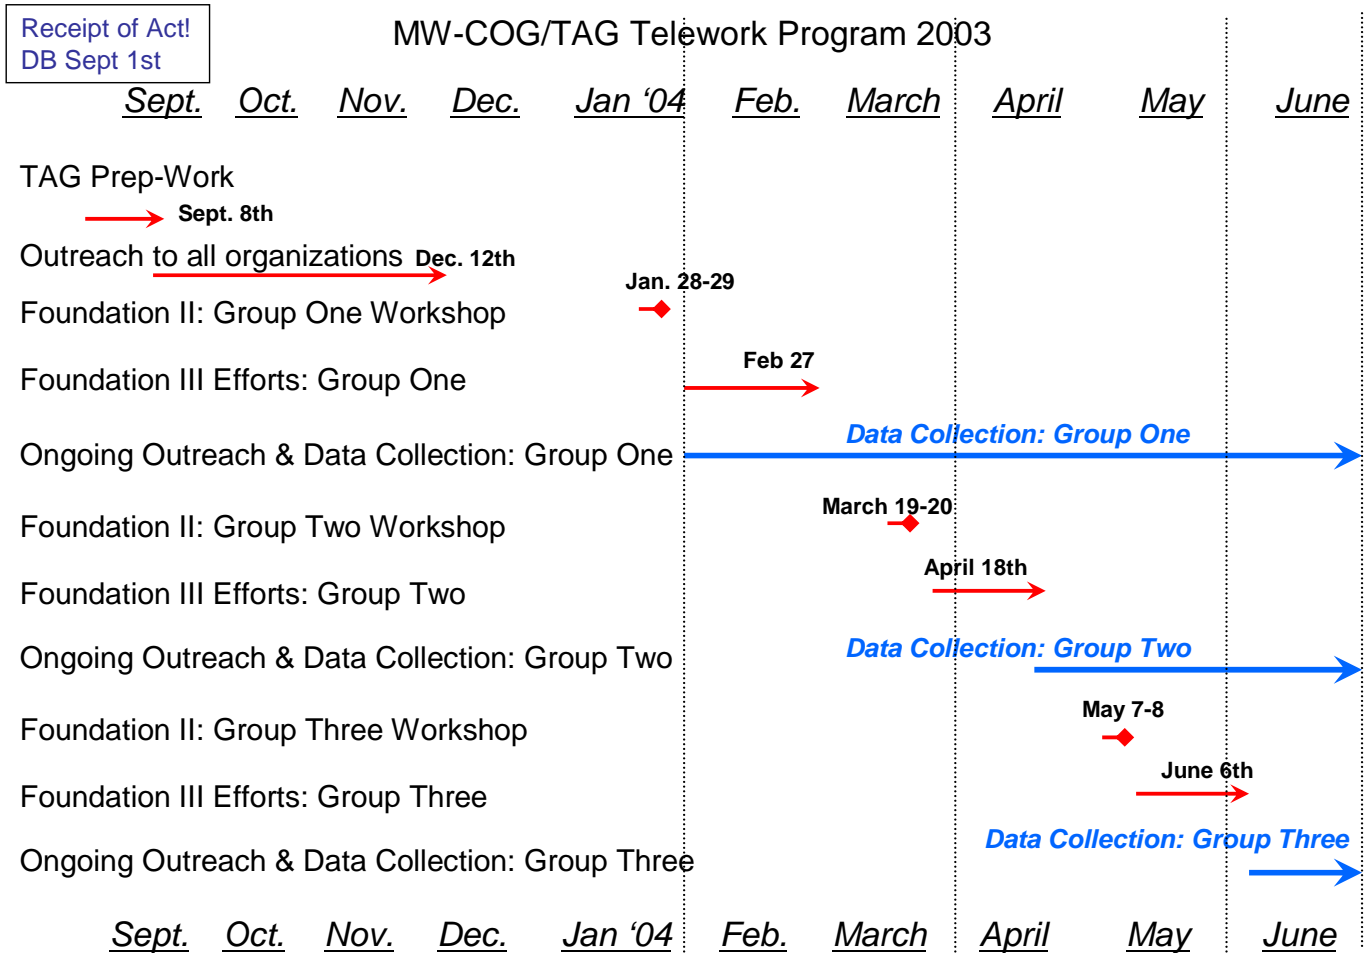 Receipt of Act!
DB Sept 1st
MW-COG/TAG Telework Program 2003
Sept. Oct. Nov. Dec. Jan ‘04 Feb. March April May June
TAG Prep-Work
Sept. 8th
Outreach to all organizations Dec. 12th
Jan. 28-29
Foundation II: Group One Workshop
Feb 27
Foundation III Efforts: Group One
Data Collection: Group One
Ongoing Outreach & Data Collection: Group One
March 19-20
Foundation II: Group Two Workshop
April 18th
Foundation III Efforts: Group Two
Data Collection: Group Two
Ongoing Outreach & Data Collection: Group Two
May 7-8
Foundation II: Group Three Workshop
June 6th
Foundation III Efforts: Group Three
Data Collection: Group Three
Ongoing Outreach & Data Collection: Group Three
Sept. Oct. Nov. Dec. Jan ‘04 Feb. March April May June